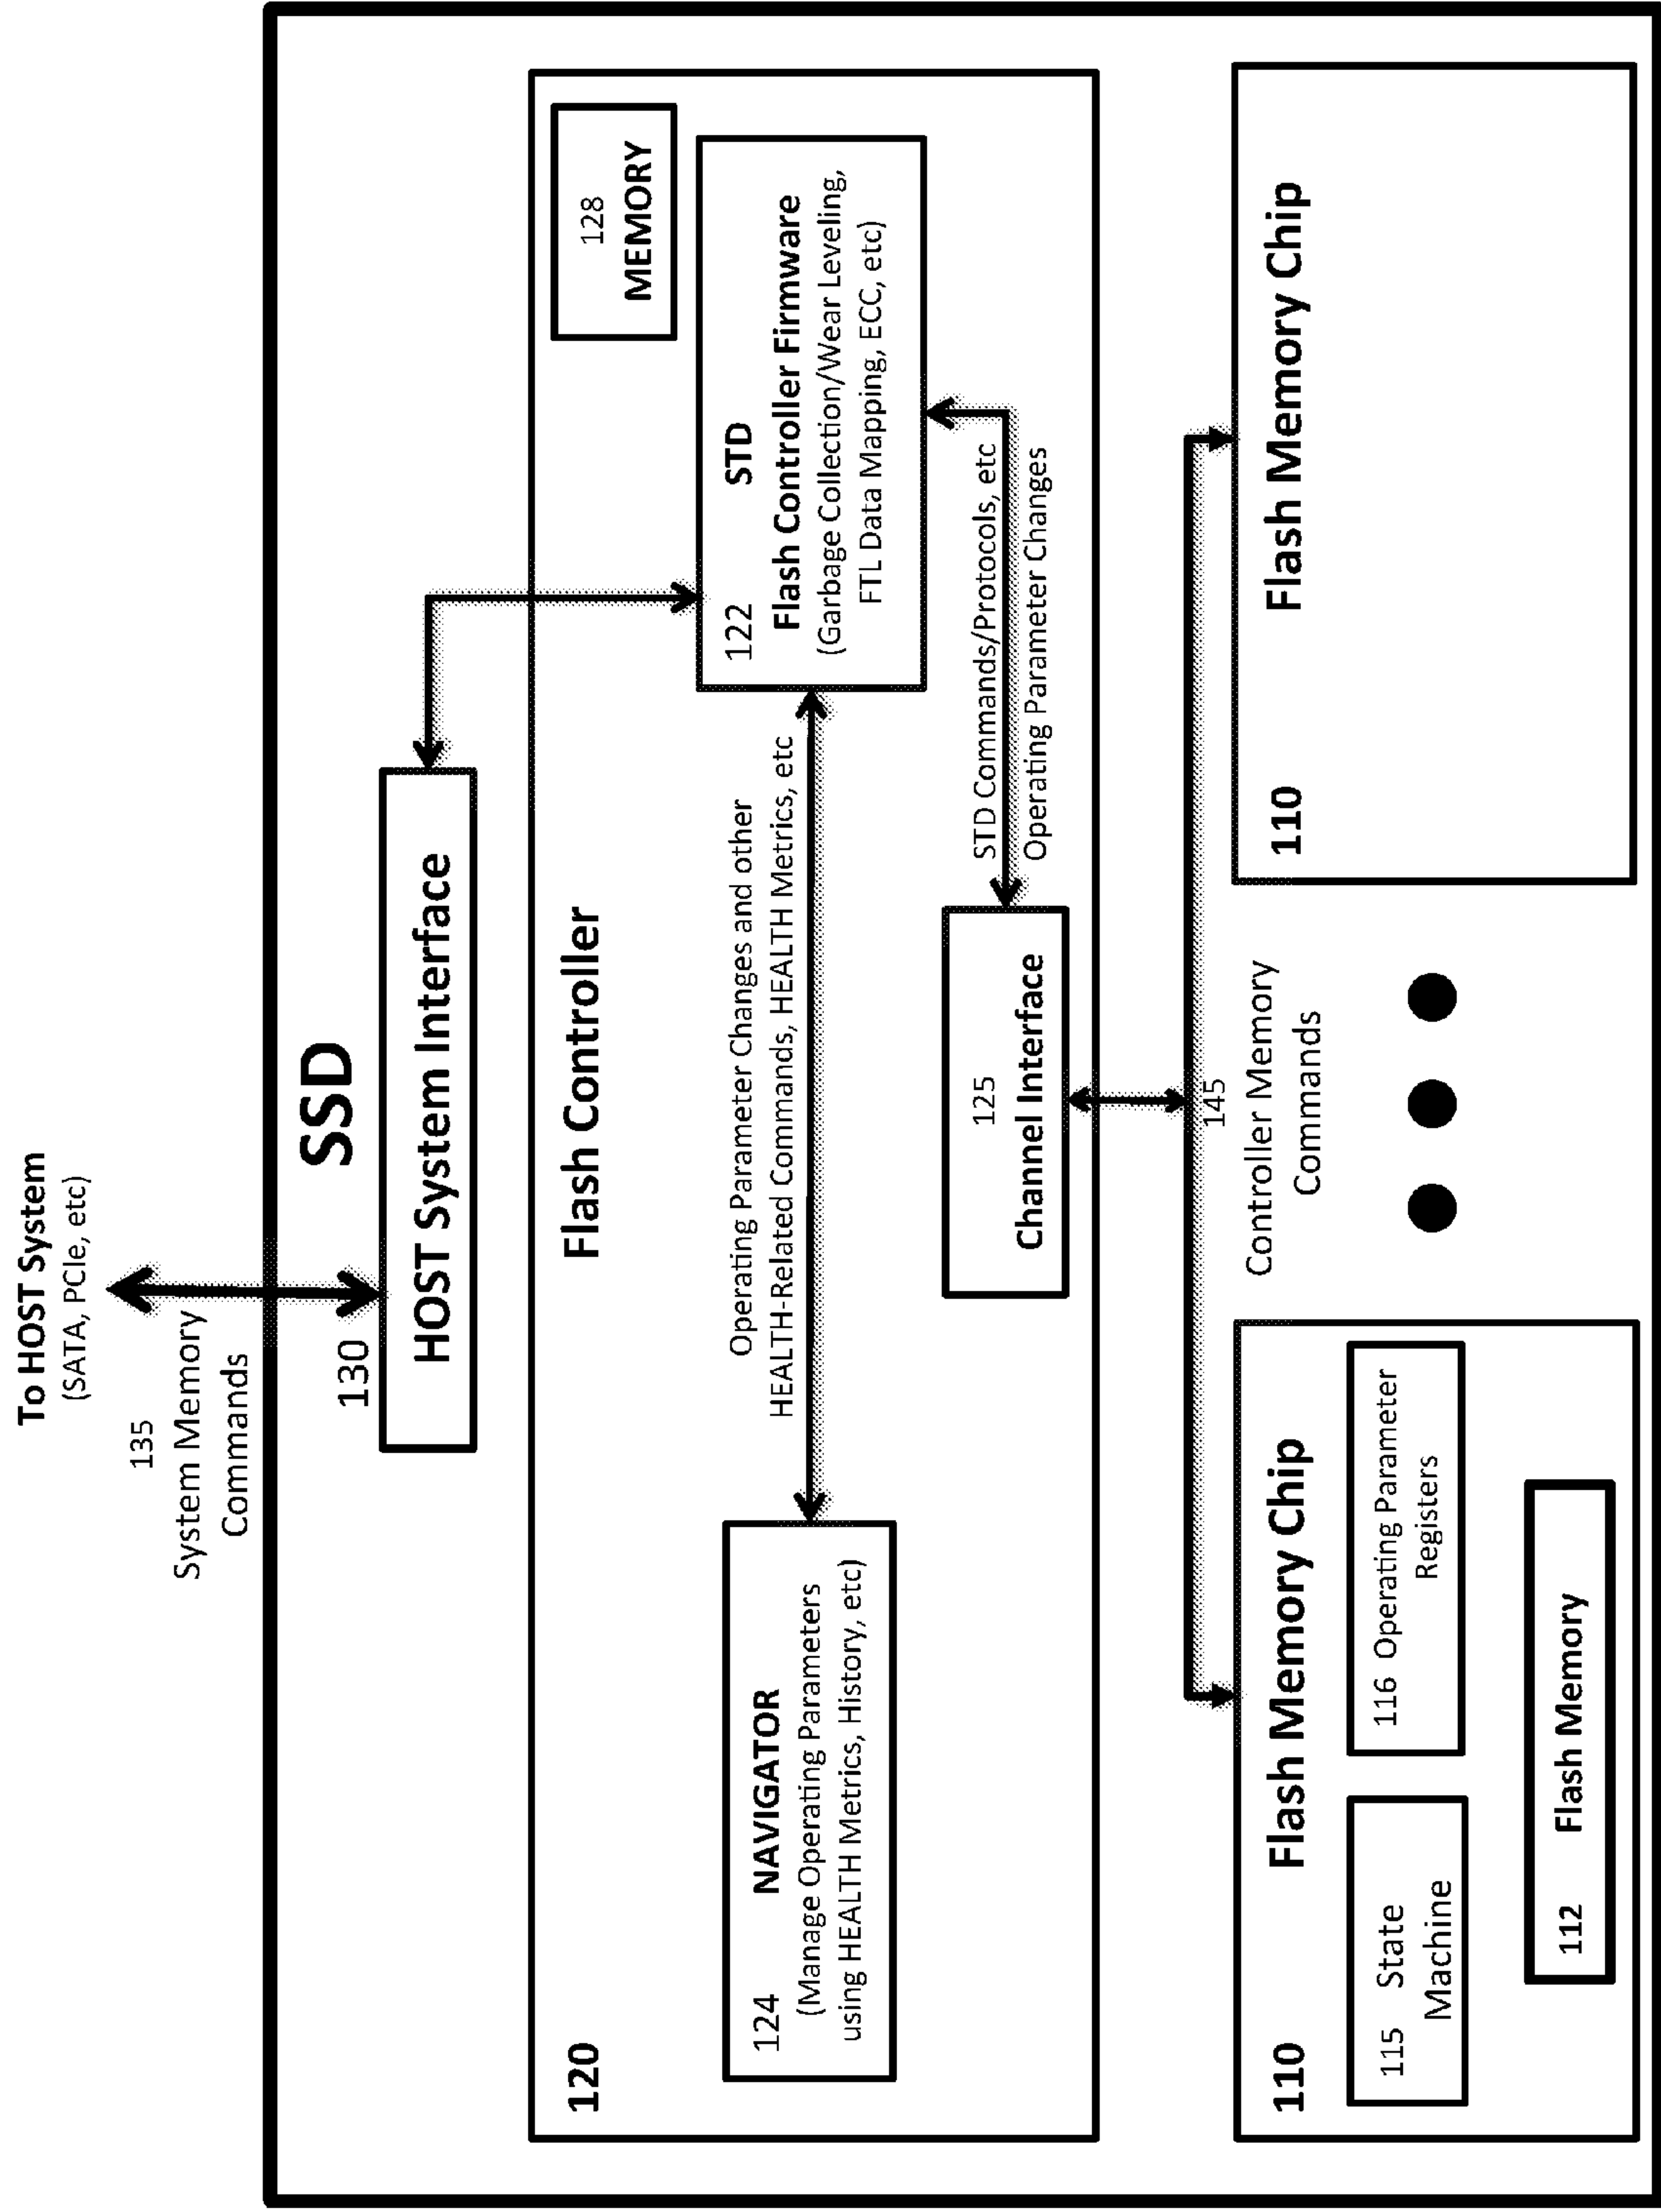 To HOST System
(SATA, PCIe, etc)
135
System Memory
Commands
SSD
130
HOST System Interface
120
Flash Controller
128
MEMORY
124 NAVIGATOR
(Manage Operating Parameters
using HEALTH Metrics, History, etc)
Operating Parameter Changes and other
HEALTH-Related Commands, HEALTH Metrics, etc
122 STD
Flash Controller Firmware
(Garbage Collection/Wear Leveling,
FTL Data Mapping, ECC, etc)
STD Commands/Protocols, etc
Operating Parameter Changes
125
Channel Interface
145
Controller Memory
Commands
110 Flash Memory Chip
115 State
Machine
116 Operating Parameter
Registers
112 Flash Memory
110 Flash Memory Chip